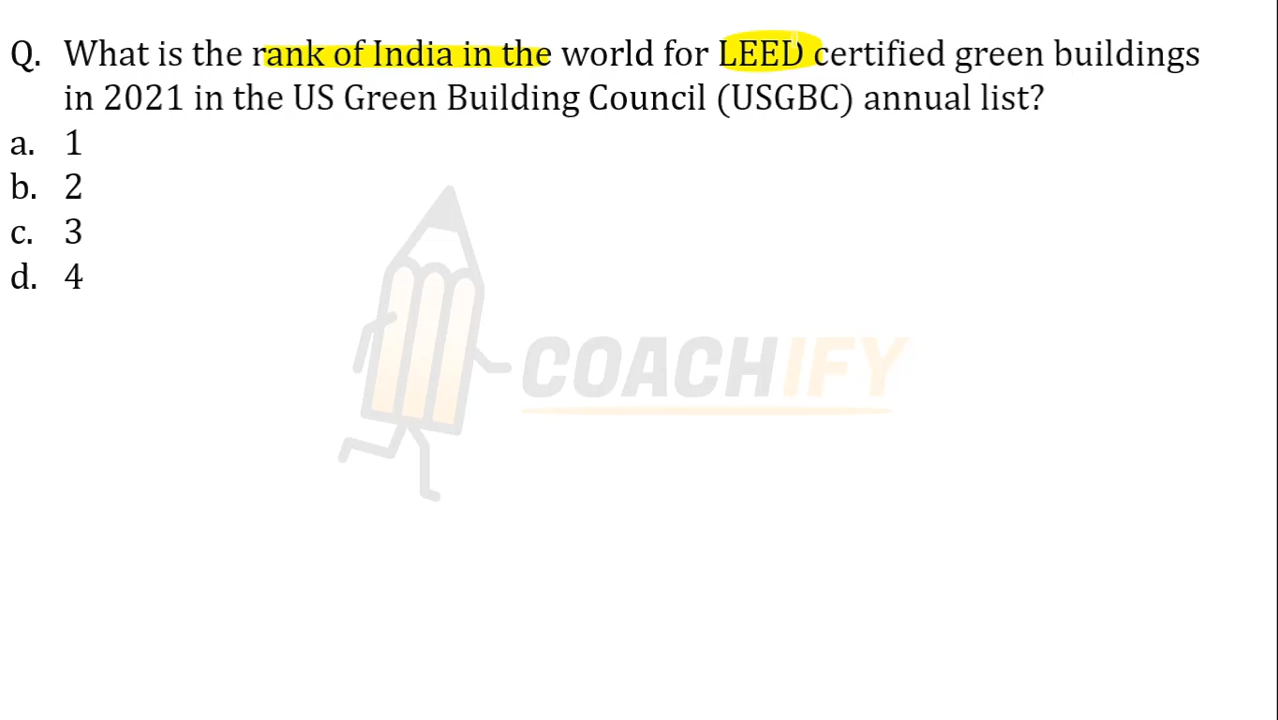 Q. What is the rank of India in the world for LEED certified green buildings
in 2021 in the US Green Building Council (USGBC) annual list?
a. 1
b. 2
c. 3
d. 4
COACHIFY